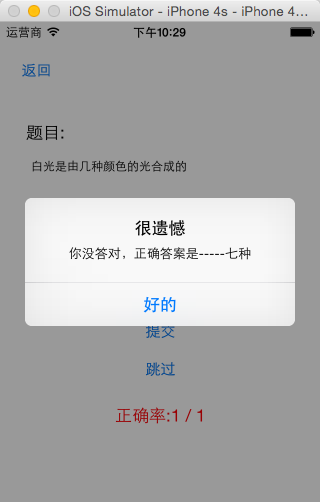 iOS Simulator - iPhone 4s - iPhone 4...
运营商 下午10:29
返回
题目:
白光是由几种颜色的光合成的
很遗憾
你没答对，正确答案是-----七种
好的
提交
跳过
正确率:1 / 1